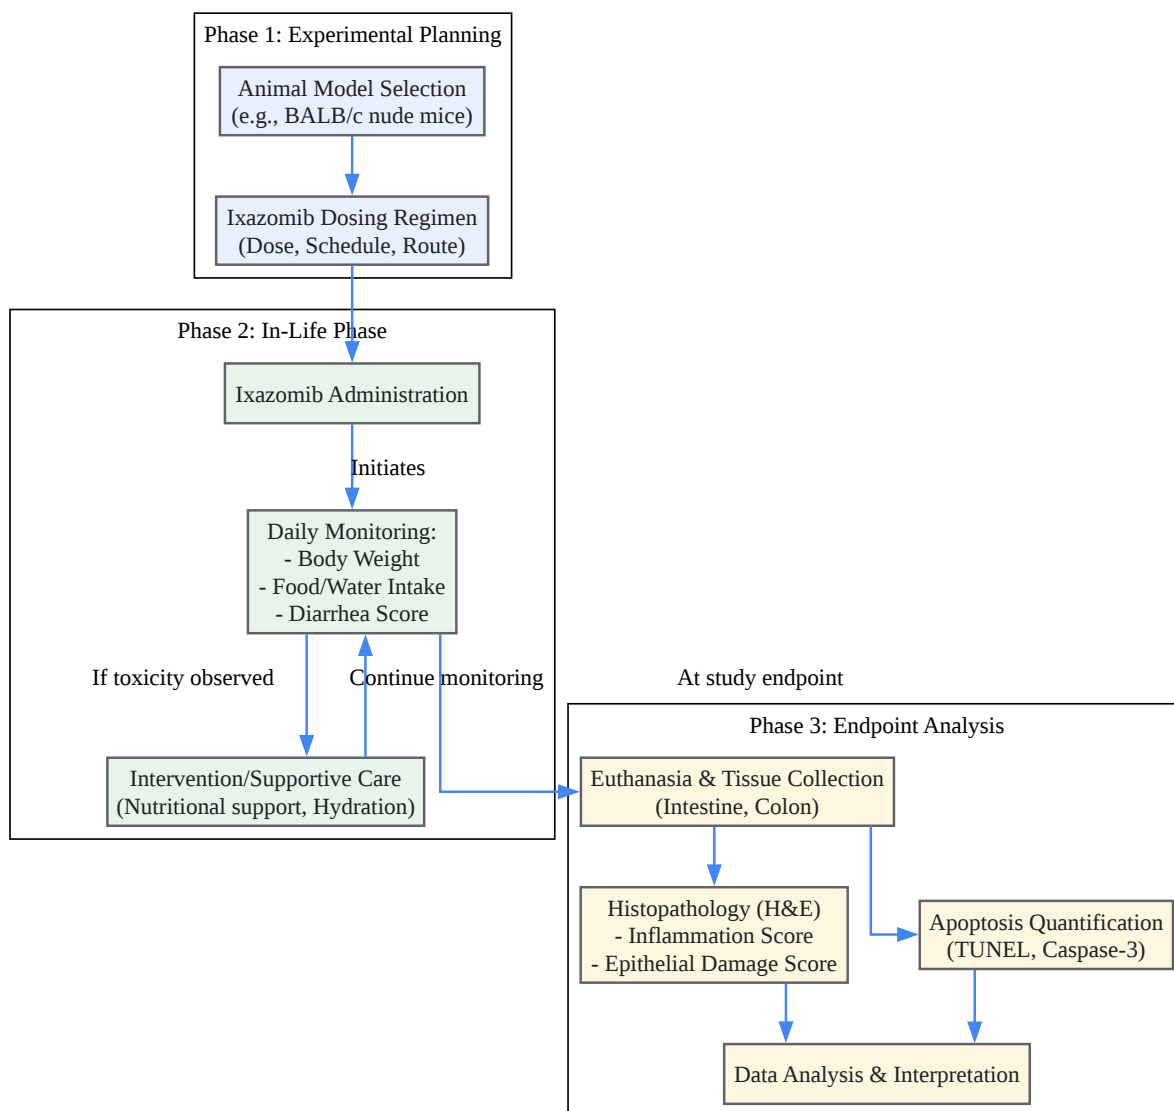 Phase 1: Experimental Planning
Animal Model Selection
(e.g., BALB/c nude mice)
Ixazomib Dosing Regimen
(Dose, Schedule, Route)
Phase 2: In-Life Phase
Ixazomib Administration
Initiates
Daily Monitoring:
- Body Weight
- Food/Water Intake
- Diarrhea Score
If toxicity observed
Continue monitoring
At study endpoint
Intervention/Supportive Care
(Nutritional support, Hydration)
Phase 3: Endpoint Analysis
Euthanasia & Tissue Collection
(Intestine, Colon)
Histopathology (H&E)
- Inflammation Score
- Epithelial Damage Score
Apoptosis Quantification
(TUNEL, Caspase-3)
Data Analysis & Interpretation